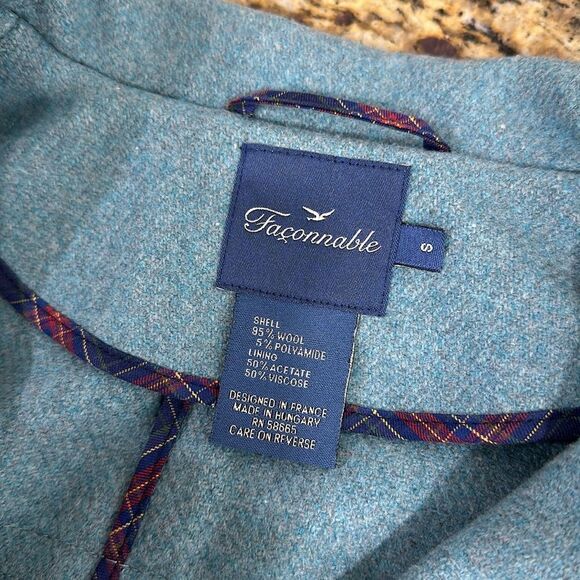 Façonnable
S
SHELL
95% WOOL
5% POLYAMIDE
LINING
50% ACETATE
50% VISCOSE
DESIGNED IN FRANCE
MADE IN HUNGARY
RN 58665
CARE ON REVERSE